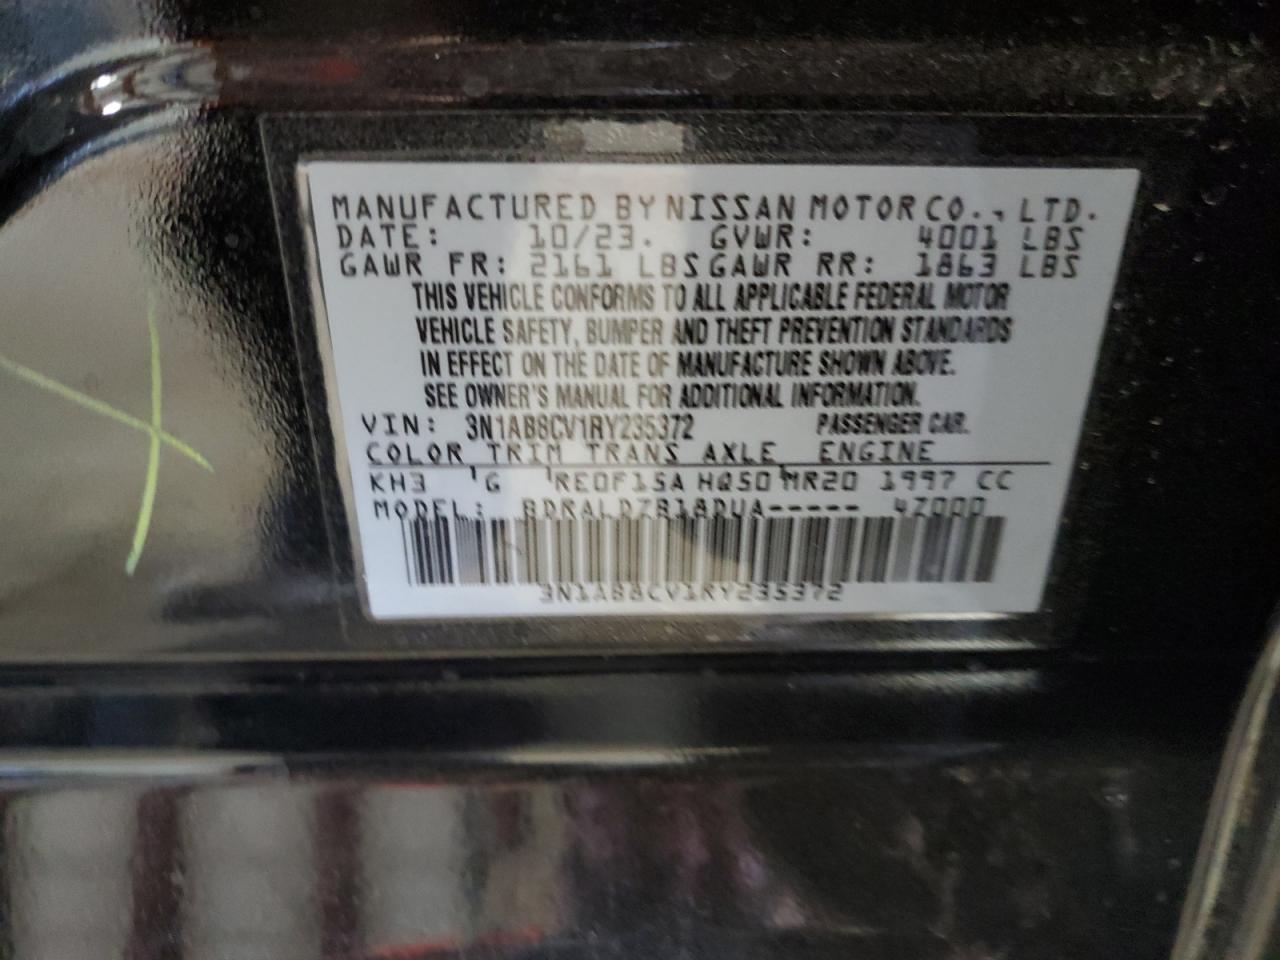 MANUFACTURED BY NISSAN MOTOR CO., LTD.
DATE: 10/23. GVWR: 4001 LBS
GAWR FR: 2161 LBS GAWR RR: 1863 LBS
THIS VEHICLE CONFORMS TO ALL APPLICABLE FEDERAL MOTOR
VEHICLE SAFETY, BUMPER AND THEFT PREVENTION STANDARDS
IN EFFECT ON THE DATE OF MANUFACTURE SHOWN ABOVE.
SEE OWNER'S MANUAL FOR ADDITIONAL INFORMATION.
VIN: 3N1AB8CV1RY235372 PASSENGER CAR.
COLOR TRIM TRANS AXLE ENGINE
KH3 G RE0F15A HQ50 MR20 1997 CC
MODEL: BDRALDZB18DUA----- 4Z000
3N1AB8CV1RY235372